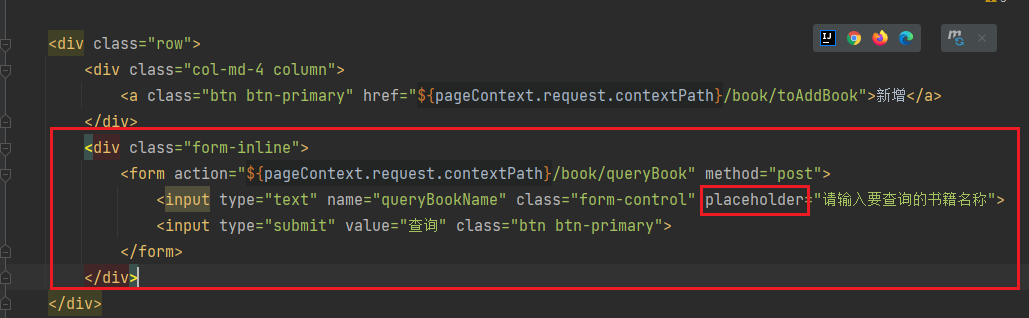 <div class="row">
<div class="col-md-4 column">
<a class="btn btn-primary" href="${pageContext.request.contextPath}/book/toAddBook">新增</a>
</div>
<div class="form-inline">
<form action="${pageContext.request.contextPath}/book/queryBook" method="post">
<input type="text" name="queryBookName" class="form-control" placeholder="请输入要查询的书籍名称">
<input type="submit" value="查询" class="btn btn-primary">
</form>
</div>
</div>